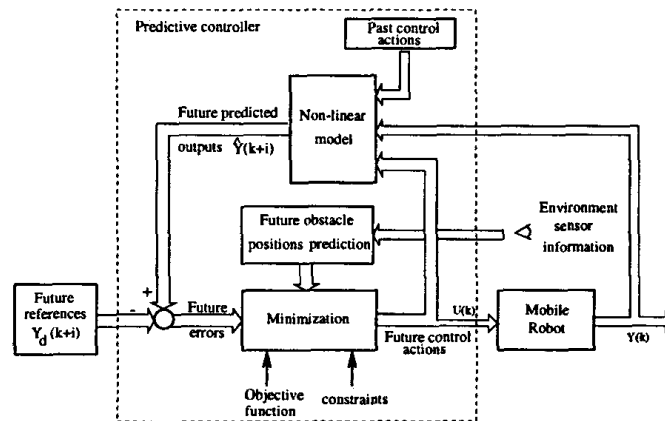 Predictive controller
Past control
actions
Future predicted
outputs Ŷ(k+i)
Non-linear
model
Future obstacle
positions prediction
Environment
sensor
information
Future
references
Y_d (k+i)
+
-
Future
errors
Minimization
U(k)
Future control
actions
Mobile
Robot
Y(k)
Objective
function
constraints